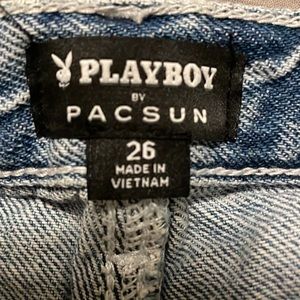 PLAYBOY
BY
PACSUN
26
MADE IN
VIETNAM